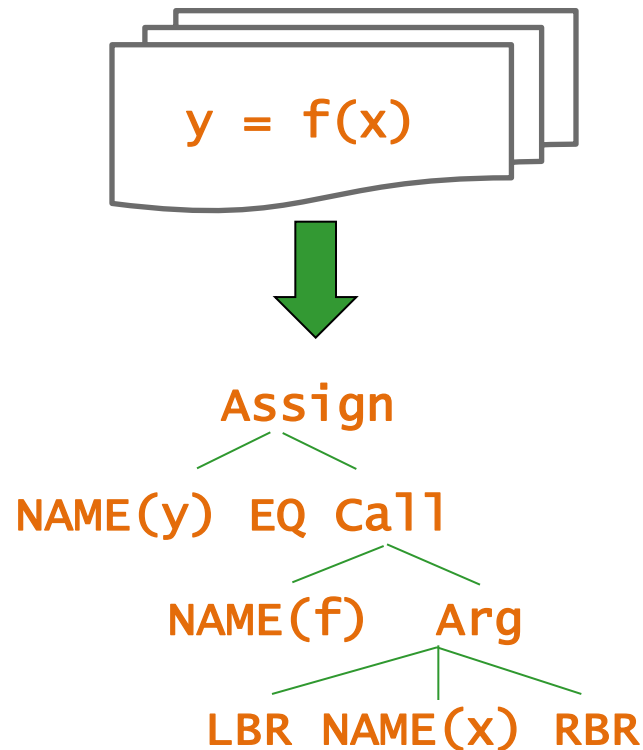 y = f(x)
Assign
NAME(y) EQ Call
NAME(f) Arg
LBR NAME(x) RBR